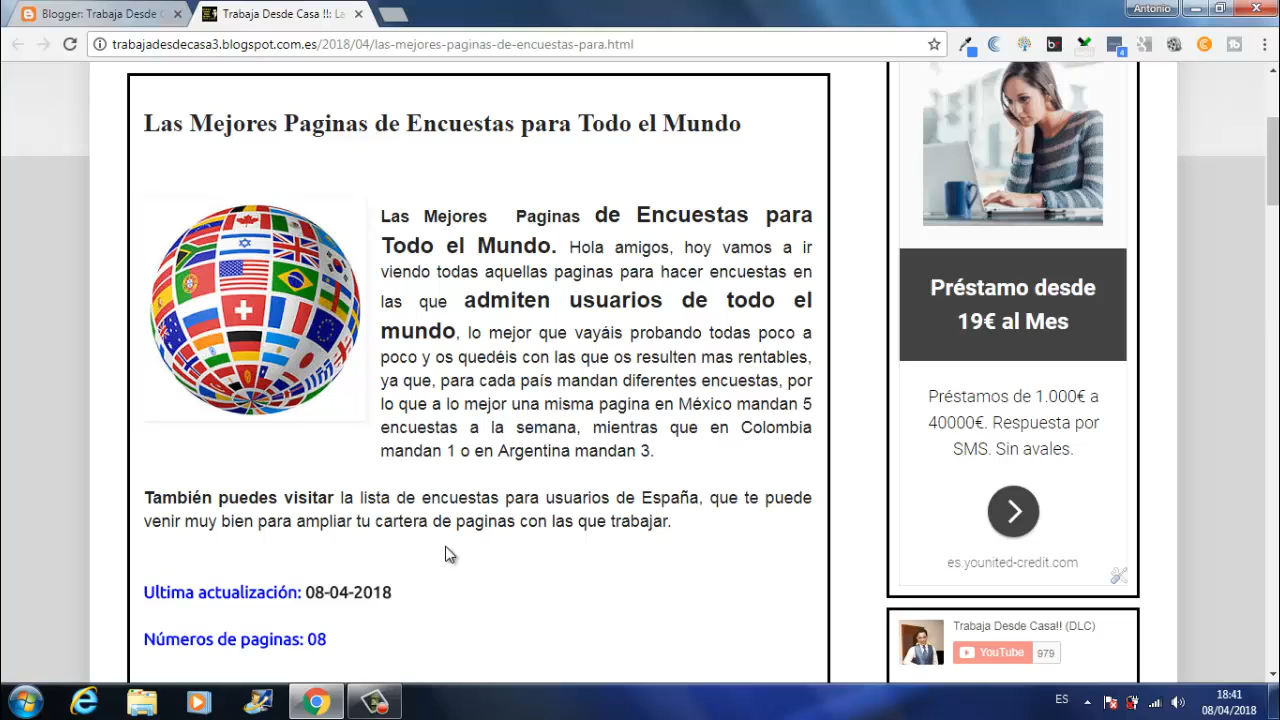 Blogger: Trabaja Desde C
Trabaja Desde Casa !!: La
Antonio
trabajadesdecasa3.blogspot.com.es/2018/04/las-mejores-paginas-de-encuestas-para.html
Las Mejores Paginas de Encuestas para Todo el Mundo
Las Mejores Paginas de Encuestas para
Todo el Mundo. Hola amigos, hoy vamos a ir
viendo todas aquellas paginas para hacer encuestas en
las que admiten usuarios de todo el
mundo, lo mejor que vayáis probando todas poco a
poco y os quedéis con las que os resulten mas rentables,
ya que, para cada país mandan diferentes encuestas, por
lo que a lo mejor una misma pagina en México mandan 5
encuestas a la semana, mientras que en Colombia
mandan 1 o en Argentina mandan 3.
También puedes visitar la lista de encuestas para usuarios de España, que te puede
venir muy bien para ampliar tu cartera de paginas con las que trabajar.
Ultima actualización: 08-04-2018
Números de paginas: 08
Préstamo desde
19€ al Mes
Préstamos de 1.000€ a
40000€. Respuesta por
SMS. Sin avales.
es.younited-credit.com
Trabaja Desde Casa!! (DLC)
YouTube 979
ES
18:41
08/04/2018